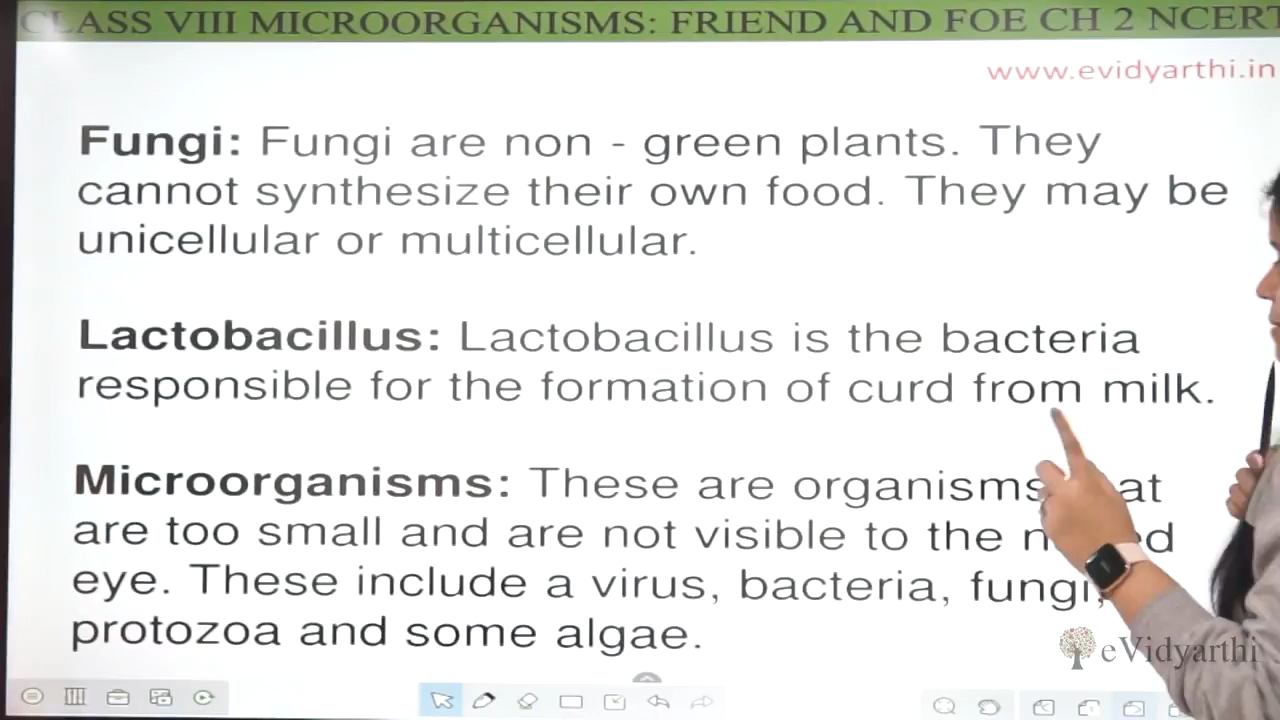 CLASS VIII MICROORGANISMS: FRIEND AND FOE CH 2 NCERT
www.evidyarthi.in
Fungi: Fungi are non - green plants. They
cannot synthesize their own food. They may be
unicellular or multicellular.
Lactobacillus: Lactobacillus is the bacteria
responsible for the formation of curd from milk.
Microorganisms: These are organisms
are too small and are not visible to the
eye. These include a virus, bacteria, fungi,
protozoa and some algae.
eVidyarthi